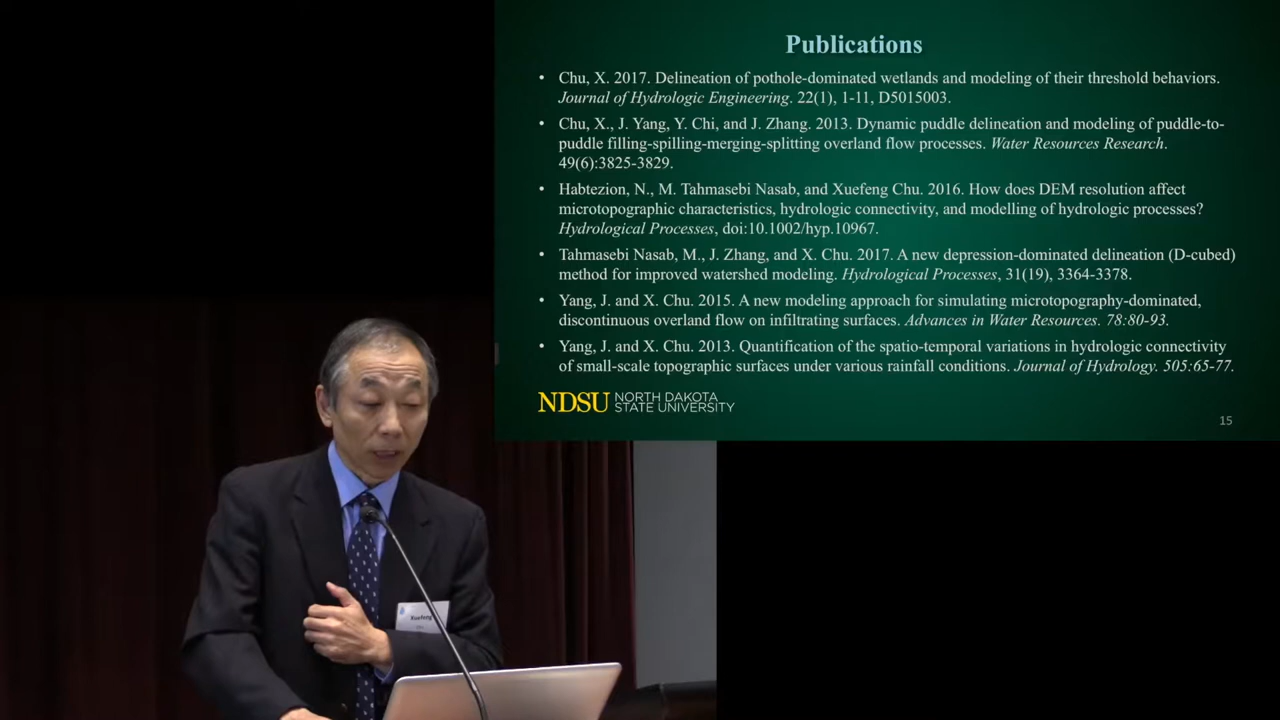 Publications
• Chu, X. 2017. Delineation of pothole-dominated wetlands and modeling of their threshold behaviors.
Journal of Hydrologic Engineering. 22(1), 1-11, D5015003.
• Chu, X., J. Yang, Y. Chi, and J. Zhang. 2013. Dynamic puddle delineation and modeling of puddle-to-
puddle filling-spilling-merging-splitting overland flow processes. Water Resources Research.
49(6):3825-3829.
• Habtezion, N., M. Tahmasebi Nasab, and Xuefeng Chu. 2016. How does DEM resolution affect
microtopographic characteristics, hydrologic connectivity, and modelling of hydrologic processes?
Hydrological Processes, doi:10.1002/hyp.10967.
• Tahmasebi Nasab, M., J. Zhang, and X. Chu. 2017. A new depression-dominated delineation (D-cubed)
method for improved watershed modeling. Hydrological Processes, 31(19), 3364-3378.
• Yang, J. and X. Chu. 2015. A new modeling approach for simulating microtopography-dominated,
discontinuous overland flow on infiltrating surfaces. Advances in Water Resources. 78:80-93.
• Yang, J. and X. Chu. 2013. Quantification of the spatio-temporal variations in hydrologic connectivity
of small-scale topographic surfaces under various rainfall conditions. Journal of Hydrology. 505:65-77.
NDSU NORTH DAKOTA
STATE UNIVERSITY
15
Xuefeng